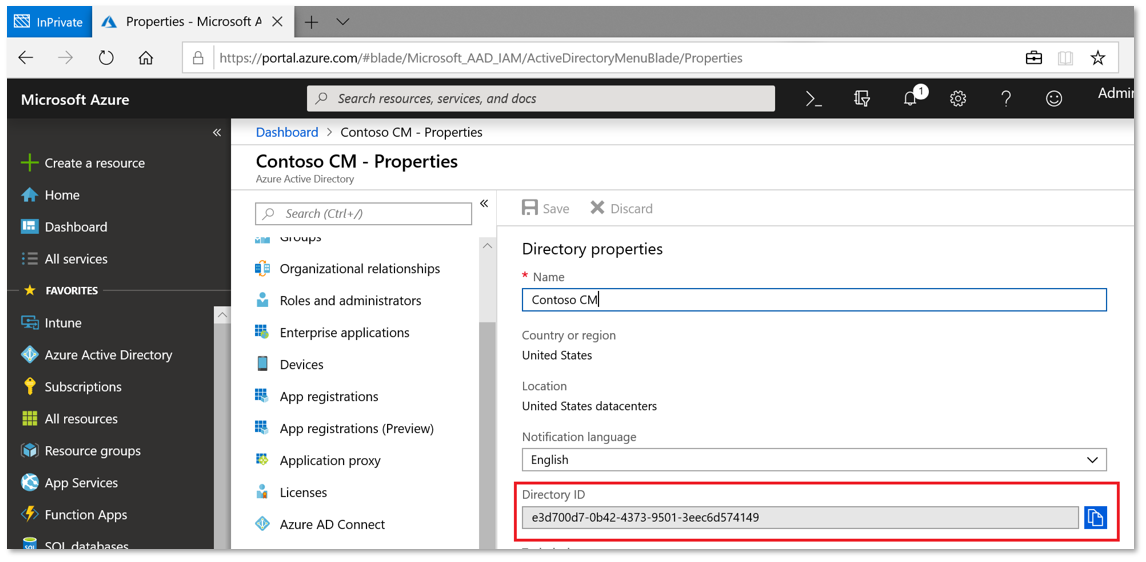 InPrivate
Properties - Microsoft A
https://portal.azure.com/#blade/Microsoft_AAD_IAM/ActiveDirectoryMenuBlade/Properties
Microsoft Azure
Search resources, services, and docs
1
Admin
Create a resource
Home
Dashboard
All services
FAVORITES
Intune
Azure Active Directory
Subscriptions
All resources
Resource groups
App Services
Function Apps
SQL databases
Dashboard > Contoso CM - Properties
Contoso CM - Properties
Azure Active Directory
Search (Ctrl+/)
Groups
Organizational relationships
Roles and administrators
Enterprise applications
Devices
App registrations
App registrations (Preview)
Application proxy
Licenses
Azure AD Connect
Save Discard
Directory properties
* Name
Contoso CM
Country or region
United States
Location
United States datacenters
Notification language
English
Directory ID
e3d700d7-0b42-4373-9501-3eec6d574149